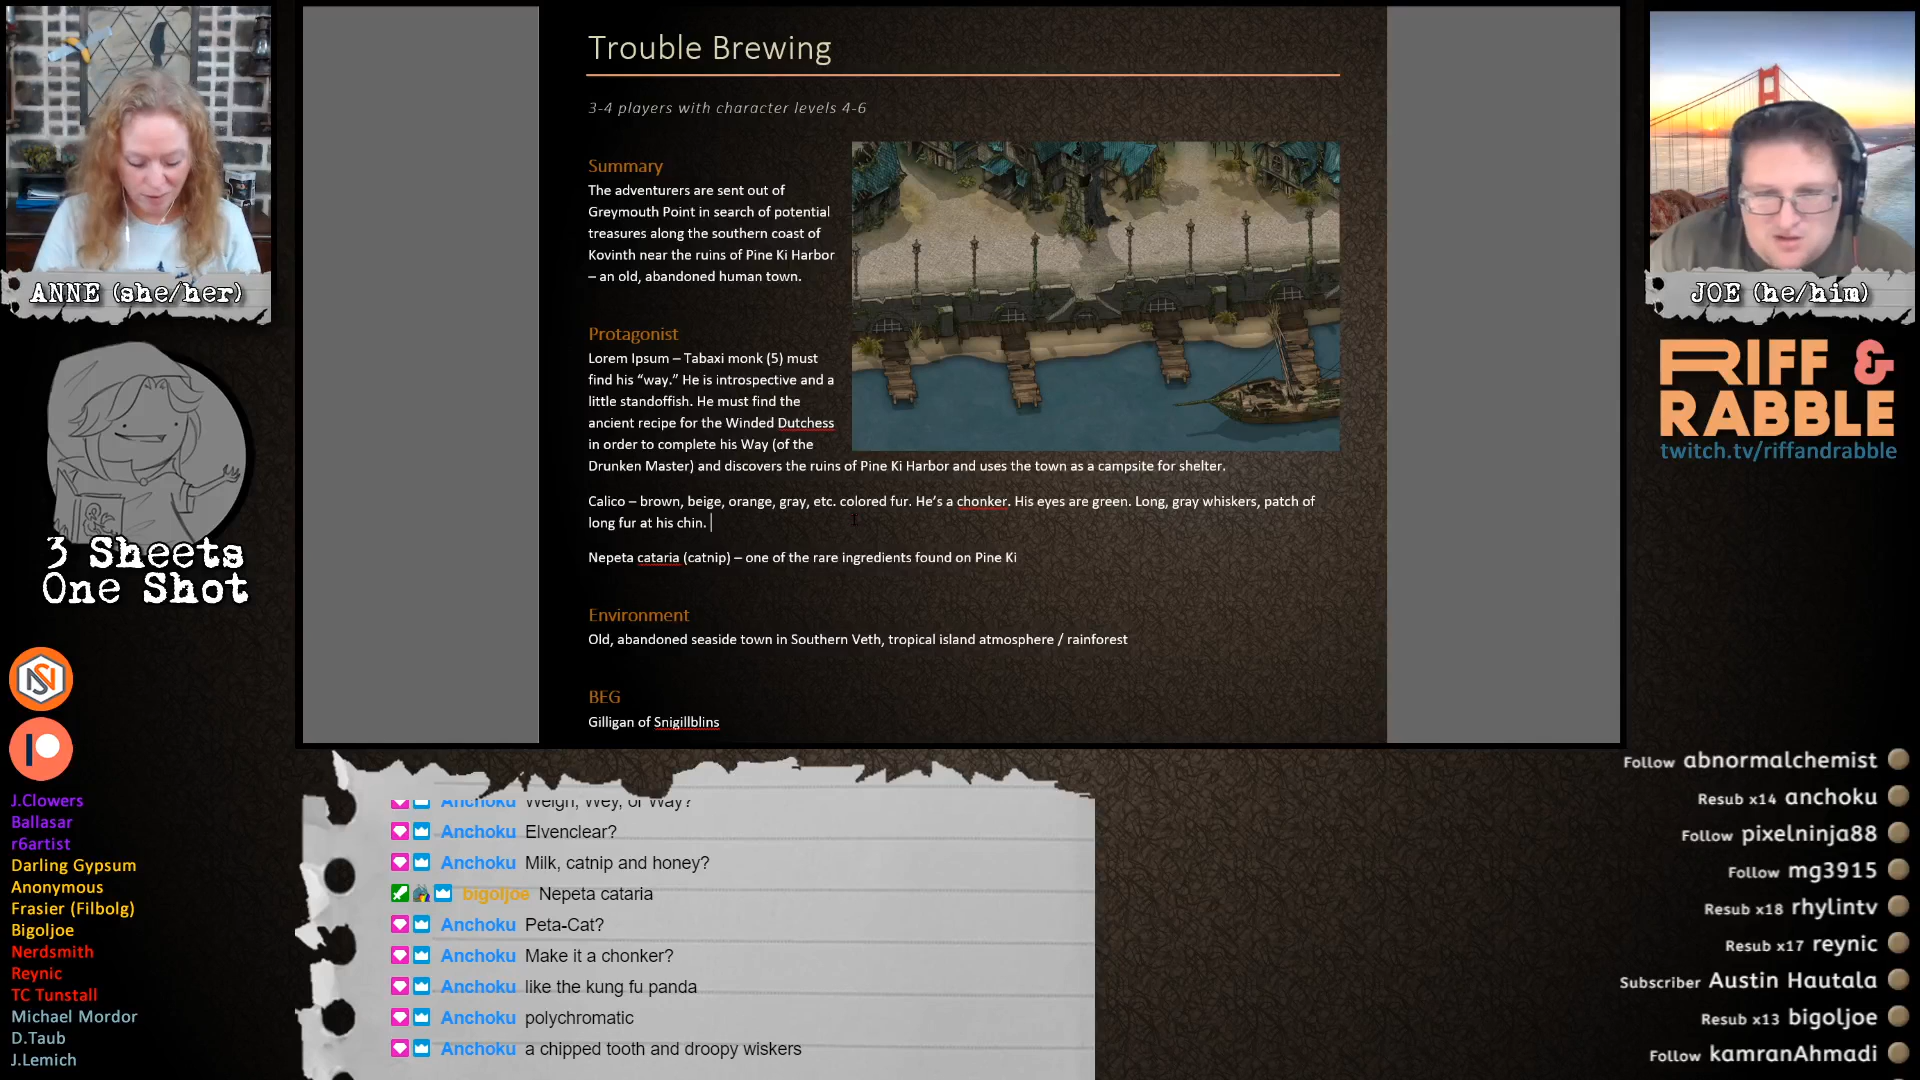 Trouble Brewing
3-4 players with character levels 4-6
Summary
The adventurers are sent out of
Greymouth Point in search of potential
treasures along the southern coast of
Kovinth near the ruins of Pine Ki Harbor
– an old, abandoned human town.
Protagonist
Lorem Ipsum – Tabaxi monk (5) must
find his “way.” He is introspective and a
little standoffish. He must find the
ancient recipe for the Winded Dutchess
in order to complete his Way (of the
Drunken Master) and discovers the ruins of Pine Ki Harbor and uses the town as a campsite for shelter.
Calico – brown, beige, orange, gray, etc. colored fur. He’s a chonker. His eyes are green. Long, gray whiskers, patch of
long fur at his chin.
Nepeta cataria (catnip) – one of the rare ingredients found on Pine Ki
Environment
Old, abandoned seaside town in Southern Veth, tropical island atmosphere / rainforest
BEG
Gilligan of Snigillblins
ANNE (she/her)
3 Sheets
One Shot
J.Clowers
Ballasar
r6artist
Darling Gypsum
Anonymous
Frasier (Filbolg)
Bigoljoe
Nerdsmith
Reynic
TC Tunstall
Michael Mordor
D.Taub
J.Lemich
Anchoku Weigh, Wey, or Way?
Anchoku Elvenclear?
Anchoku Milk, catnip and honey?
bigoljoe Nepeta cataria
Anchoku Peta-Cat?
Anchoku Make it a chonker?
Anchoku like the kung fu panda
Anchoku polychromatic
Anchoku a chipped tooth and droopy wiskers
JOE (he/him)
RIFF &
RABBLE
twitch.tv/riffandrabble
Follow abnormalchemist
Resub x14 anchoku
Follow pixelninja88
Follow mg3915
Resub x18 rhylintv
Resub x17 reynic
Subscriber Austin Hautala
Resub x13 bigoljoe
Follow kamranAhmadi